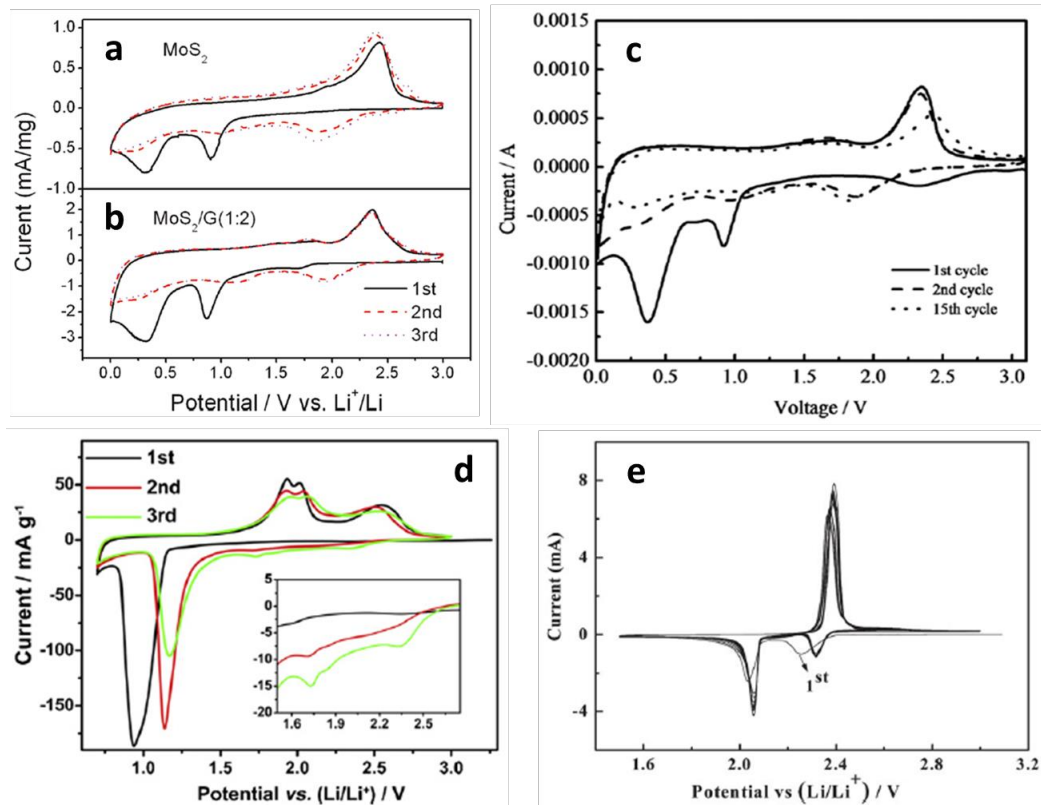 a
MoS2
1.0
0.5
0.0
-0.5
-1.0
b
MoS2/G(1:2)
2
1
0
-1
-2
-3
1st
2nd
3rd
0.0 0.5 1.0 1.5 2.0 2.5 3.0
Potential / V vs. Li+/Li
Curent (mA/mg)
c
0.0015
0.0010
0.0005
0.0000
-0.0005
-0.0010
-0.0015
-0.0020
Current / A
1st cycle
2nd cycle
15th cycle
0.0 0.5 1.0 1.5 2.0 2.5 3.0
Voltage / V
d
1st
2nd
3rd
50
0
-50
-100
-150
Current / mA g-1
5
0
-5
-10
-15
-20
1.6 1.9 2.2 2.5
1.0 1.5 2.0 2.5 3.0
Potential vs. (Li/Li+) / V
e
8
4
0
-4
Current (mA)
1st
1.6 2.0 2.4 2.8 3.2
Potential vs (Li/Li+) / V